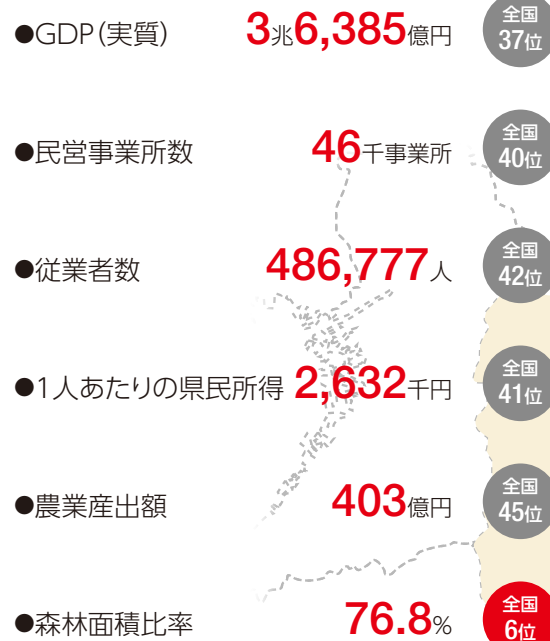 ●GDP(実質) 3兆6,385億円 全国37位
●民営事業所数 46千事業所 全国40位
●従業者数 486,777人 全国42位
●1人あたりの県民所得 2,632千円 全国41位
●農業産出額 403億円 全国45位
●森林面積比率 76.8% 全国6位